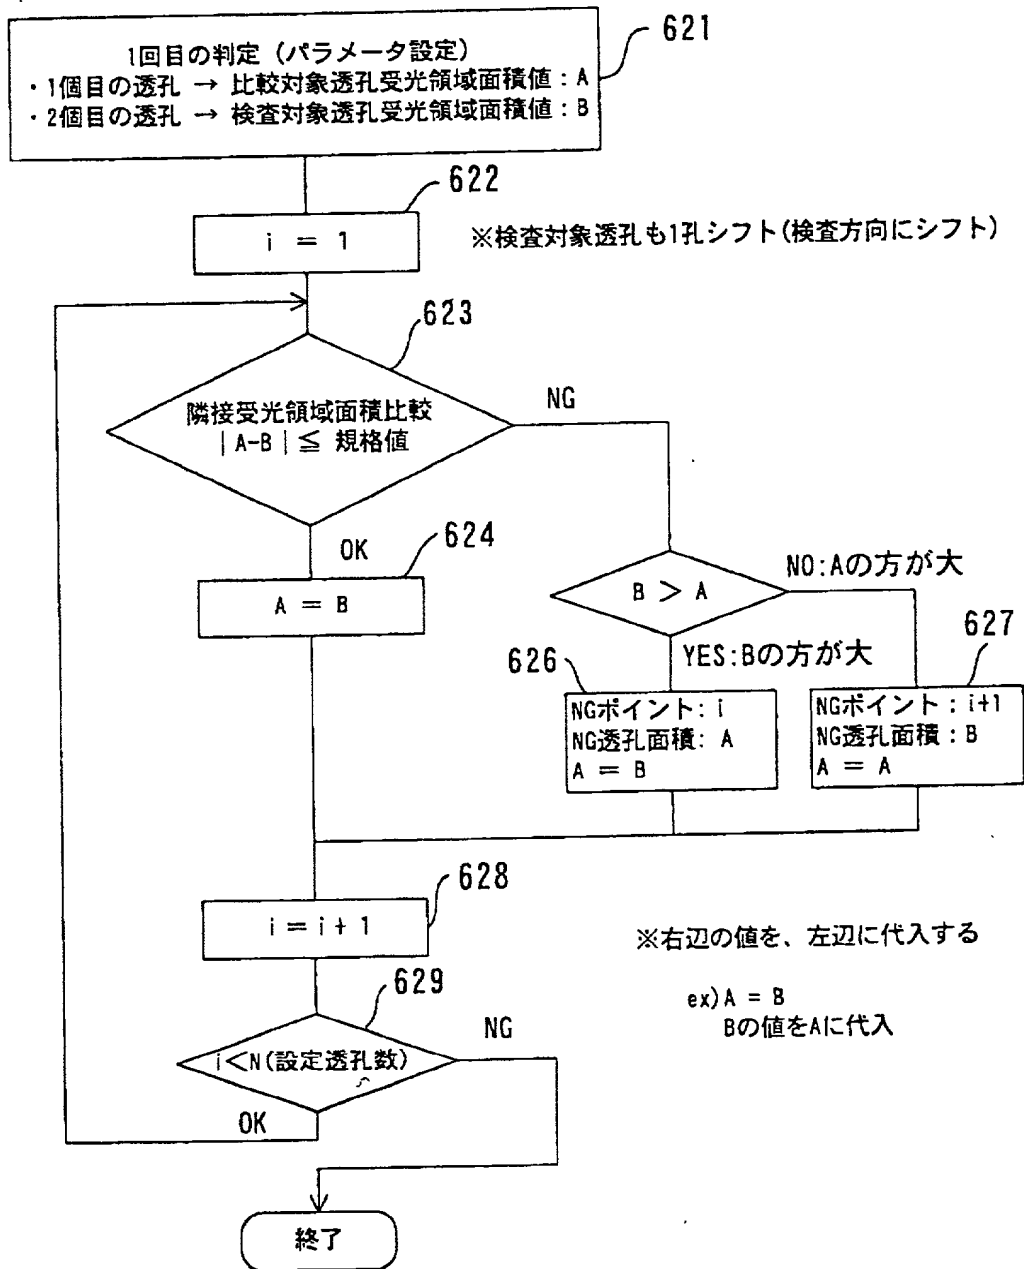 621
1回目の判定 (パラメータ設定)
・1個目の透孔 → 比較対象透孔受光領域面積値：A
・2個目の透孔 → 検査対象透孔受光領域面積値：B
622
i = 1
※検査対象透孔も1孔シフト(検査方向にシフト)
623
隣接受光領域面積比較
|A-B| ≦ 規格値
NG
OK
624
A = B
B > A
NO:Aの方が大
YES:Bの方が大
626
627
NGポイント: i
NG透孔面積: A
A = B
NGポイント: i+1
NG透孔面積: B
A = A
628
i = i + 1
※右辺の値を、左辺に代入する
ex)A = B
Bの値をAに代入
629
i<N(設定透孔数)
NG
OK
終了